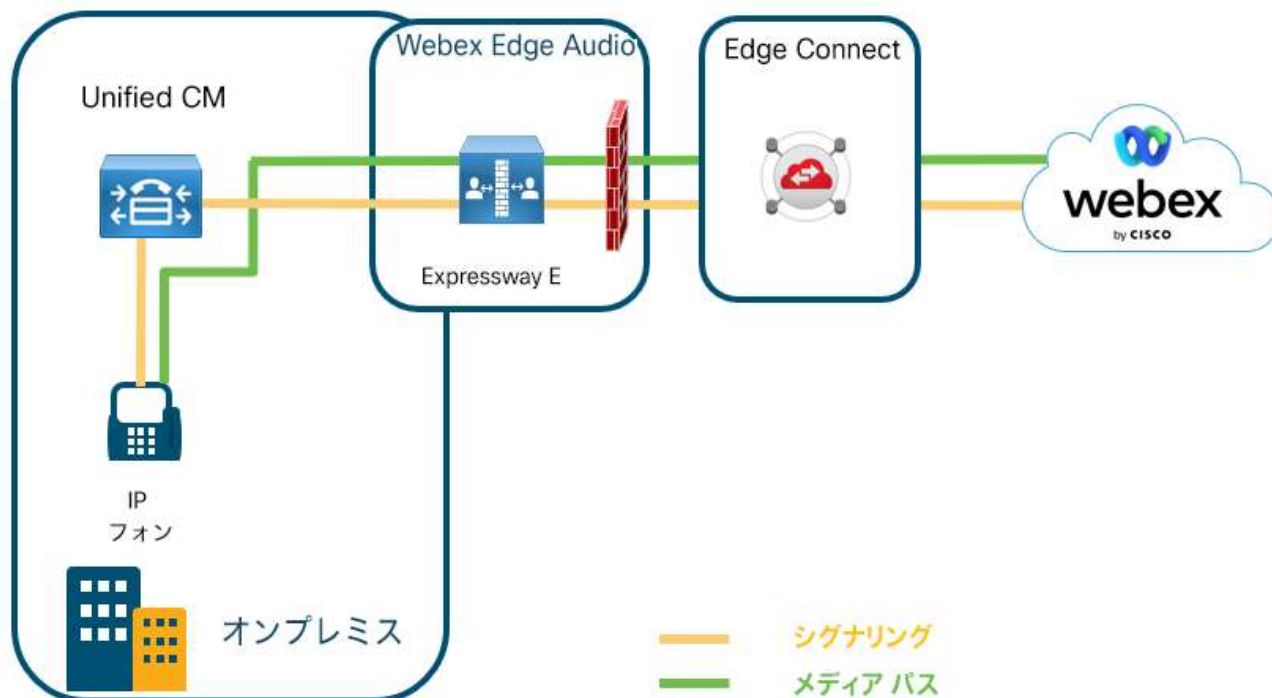 Webex Edge Audio
Edge Connect
Unified CM
webex
by CISCO
Expressway E
IP
フォン
オンプレミス
シグナリング
メディア パス